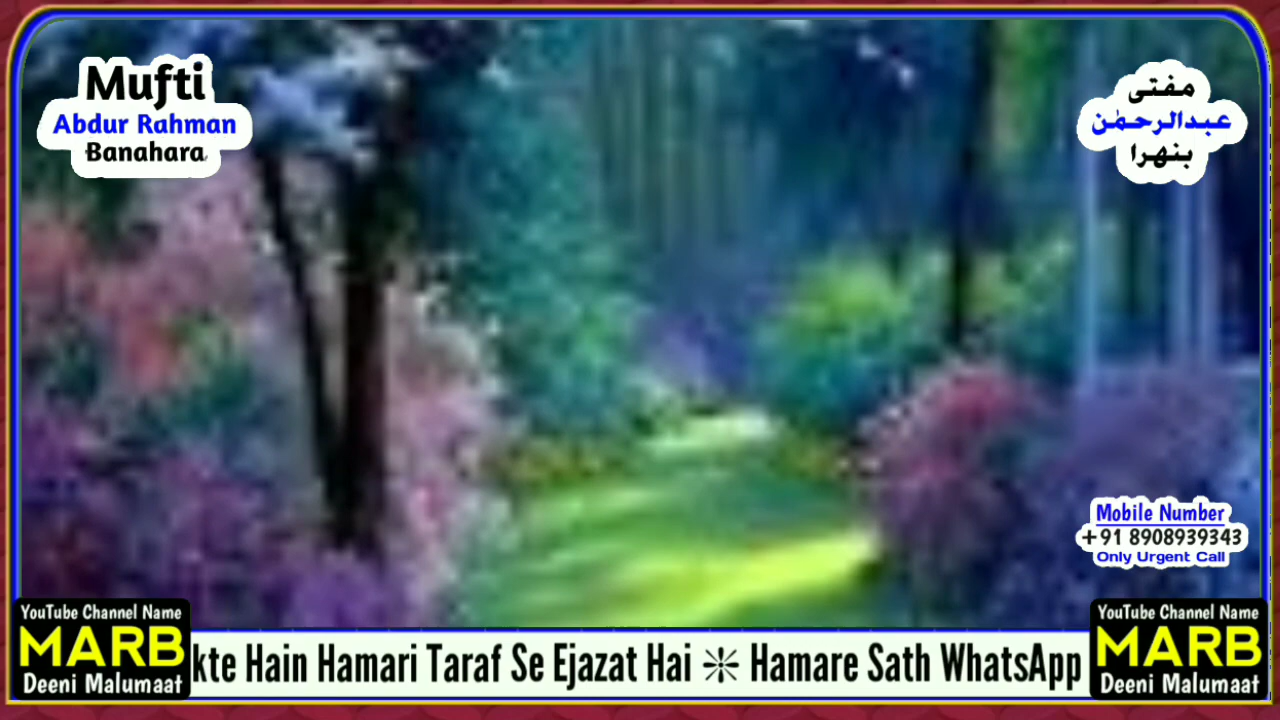 Mufti
Abdur Rahman
Banahara
مفتی
عبدالرحمٰن
بنهرا
Mobile Number
+91 8908939343
Only Urgent Call
YouTube Channel Name
MARB
Deeni Malumaat
kte Hain Hamari Taraf Se Ejazat Hai ❊ Hamare Sath WhatsApp
YouTube Channel Name
MARB
Deeni Malumaat